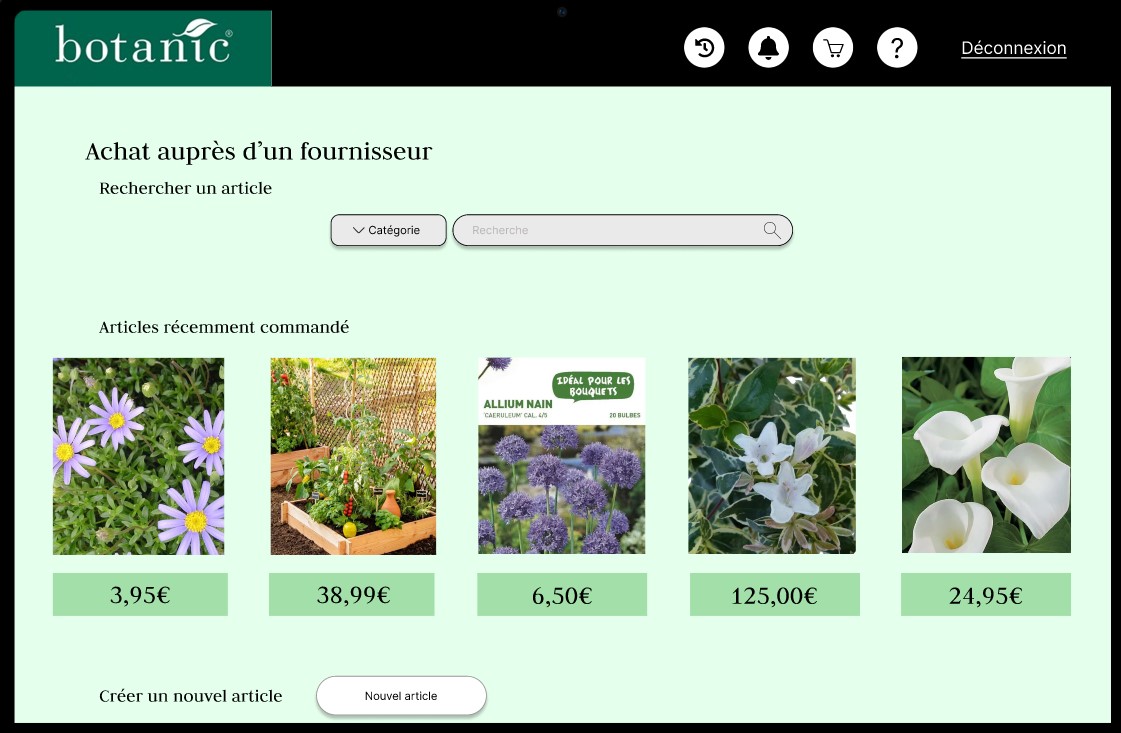 botanic®
?
Déconnexion
Achat auprès d’un fournisseur
Rechercher un article
Catégorie
Recherche
Articles récemment commandé
IDÉAL POUR LES
BOUQUETS
ALLIUM NAIN
'CAERULEUM' CAL. 4/5
20 BULBES
3,95€
38,99€
6,50€
125,00€
24,95€
Créer un nouvel article
Nouvel article